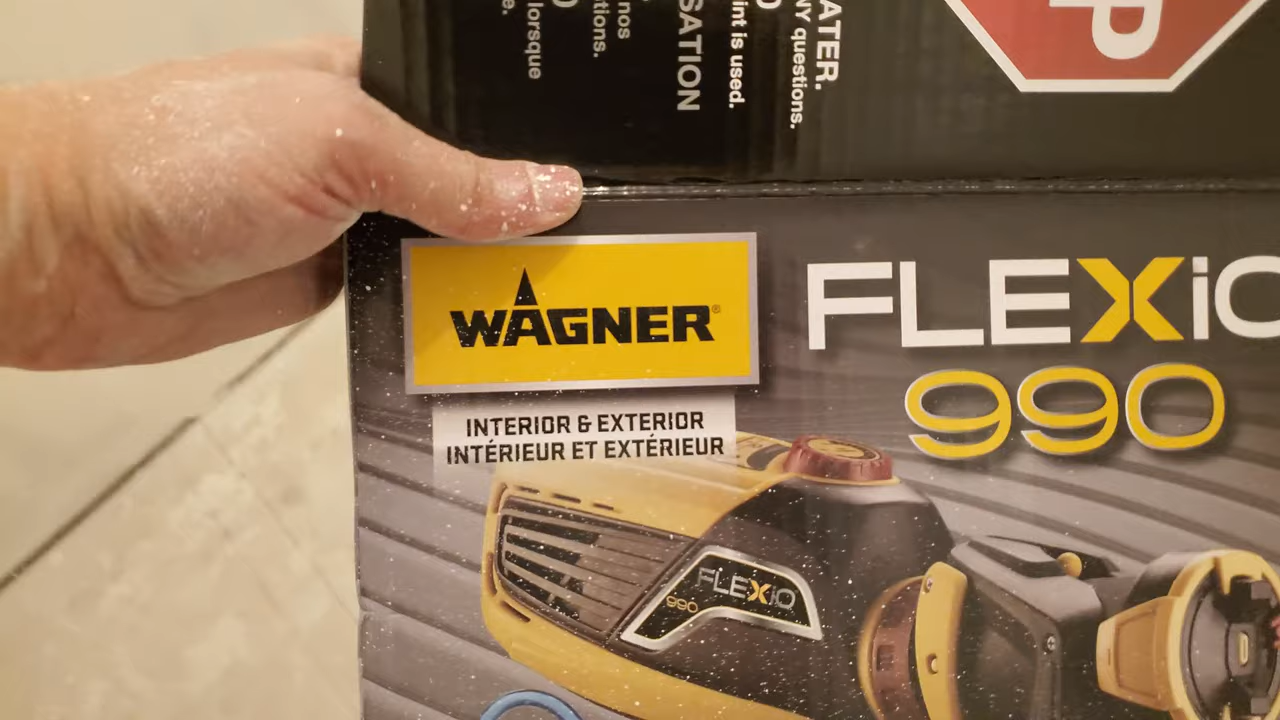 ATER.
NY questions.
int is used.
SATION
nos
tions.
lorsque
e.
P
WAGNER®
FLEXiO
990
INTERIOR & EXTERIOR
INTÉRIEUR ET EXTÉRIEUR
FLEXiO
990